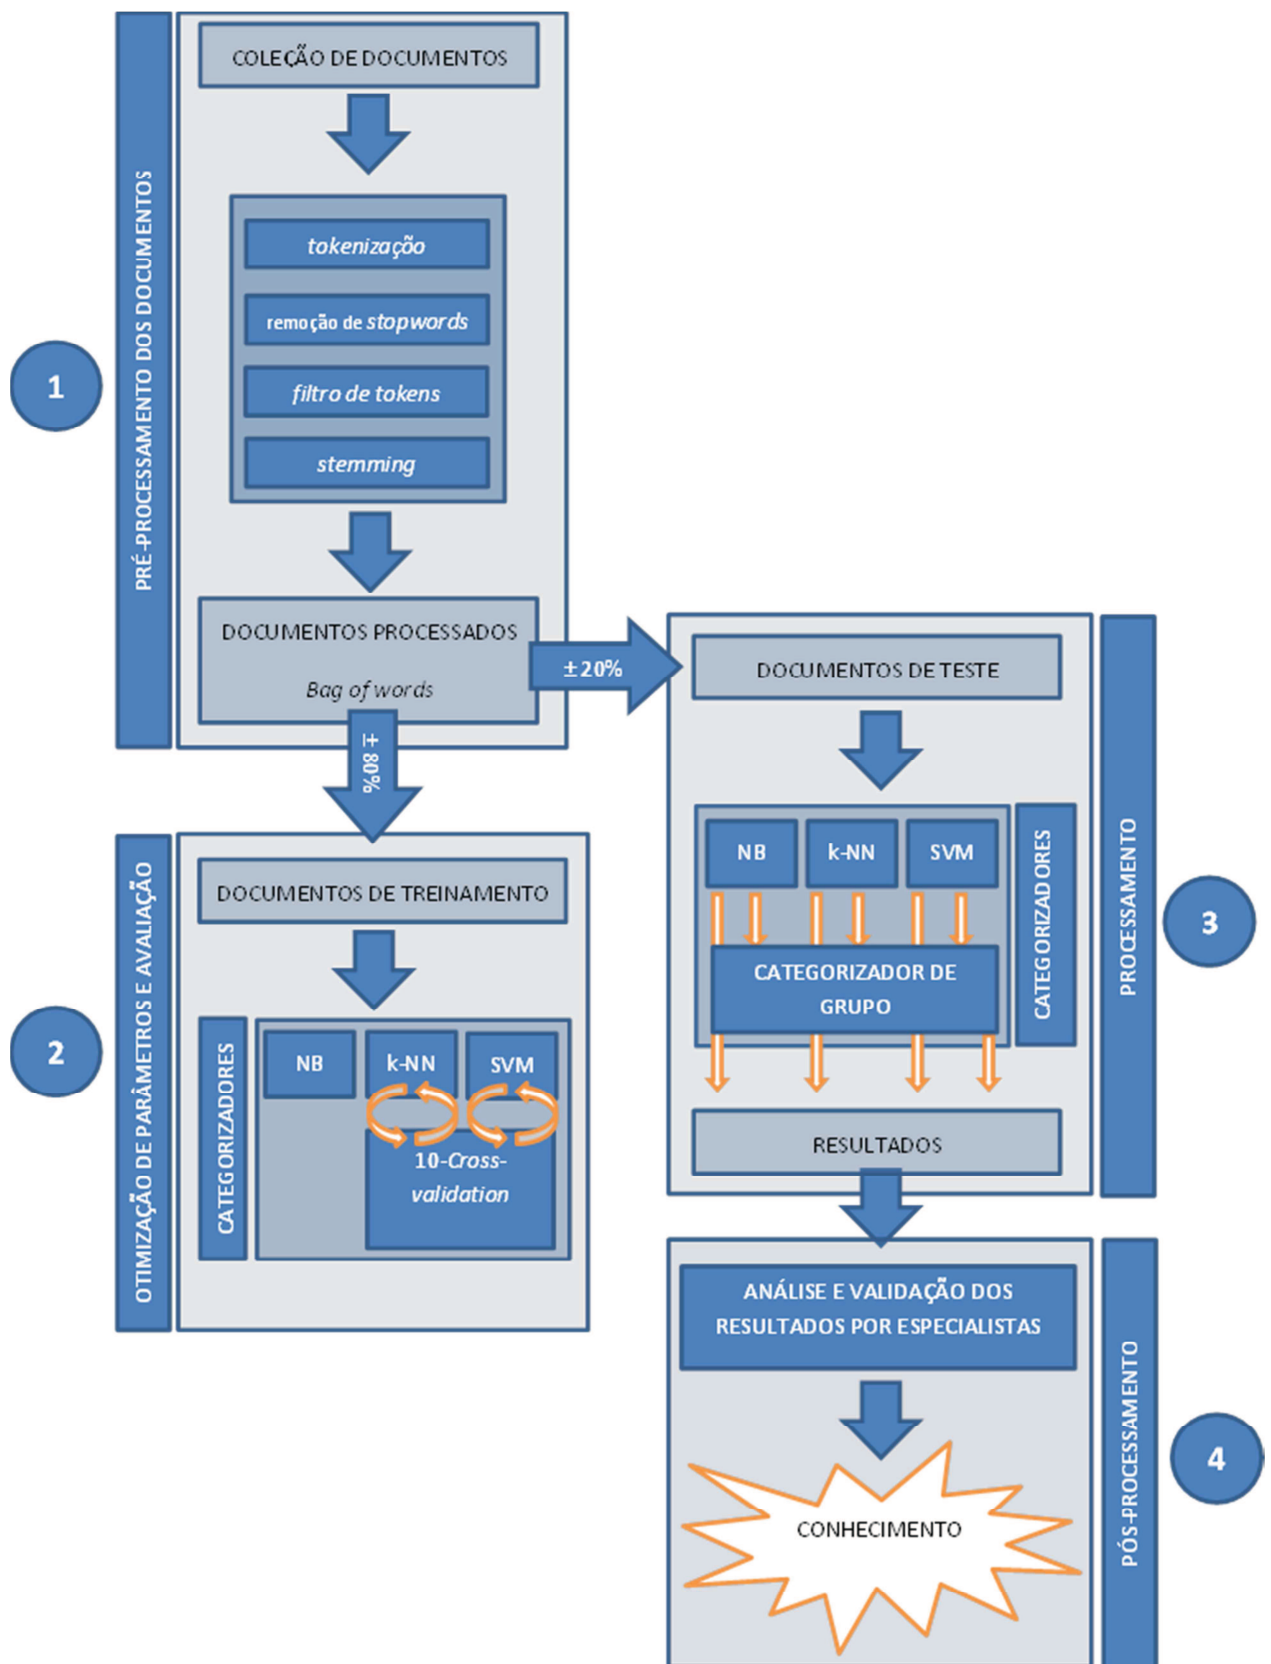 1
PRÉ-PROCESSAMENTO DOS DOCUMENTOS
COLEÇÃO DE DOCUMENTOS
tokenização
remoção de stopwords
filtro de tokens
stemming
DOCUMENTOS PROCESSADOS
Bag of words
±20%
± 80%
2
OTIMIZAÇÃO DE PARÂMETROS E AVALIAÇÃO
DOCUMENTOS DE TREINAMENTO
CATEGORIZADORES
NB
k-NN
SVM
10-Cross-
validation
3
PROCESSAMENTO
DOCUMENTOS DE TESTE
CATEGORIZADORES
NB
k-NN
SVM
CATEGORIZADOR DE
GRUPO
RESULTADOS
4
PÓS-PROCESSAMENTO
ANÁLISE E VALIDAÇÃO DOS
RESULTADOS POR ESPECIALISTAS
CONHECIMENTO